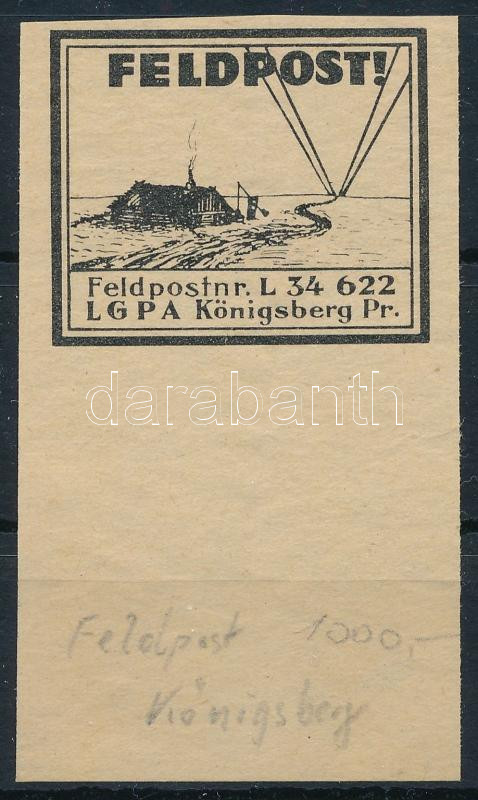 FELDPOST!
Feldpostnr. L 34 622
LGPA Königsberg Pr.
darabanth
Feldpost 1000,-
Königsberg